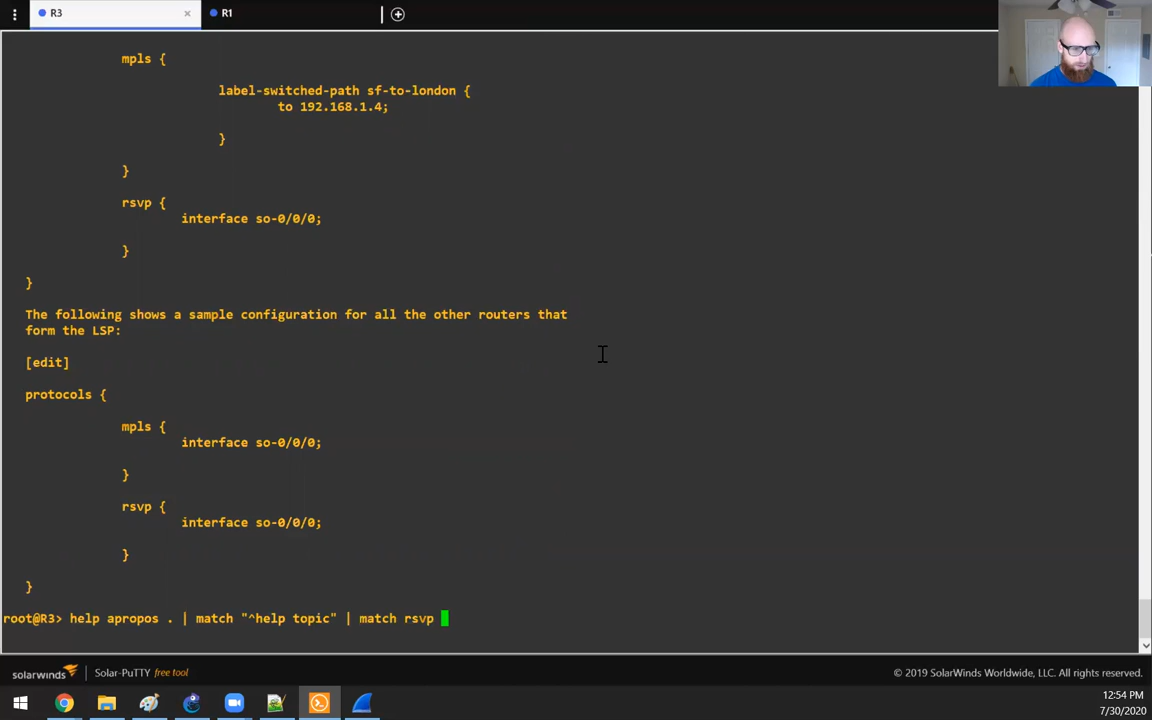 R3
R1
mpls {
label-switched-path sf-to-london {
to 192.168.1.4;
}
}
rsvp {
interface so-0/0/0;
}
}
The following shows a sample configuration for all the other routers that
form the LSP:
[edit]
protocols {
mpls {
interface so-0/0/0;
}
rsvp {
interface so-0/0/0;
}
}
root@R3> help apropos . | match "^help topic" | match rsvp
solarwinds Solar-PuTTY free tool © 2019 SolarWinds Worldwide, LLC. All rights reserved.
12:54 PM
7/30/2020